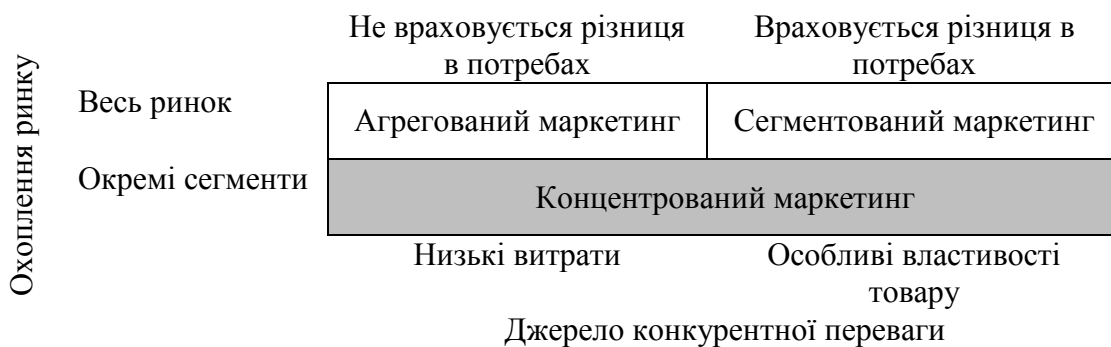 Не враховується різниця
в потребах
Враховується різниця в
потребах
Охоплення ринку
Весь ринок
Агрегований маркетинг
Сегментований маркетинг
Окремі сегменти
Концентрований маркетинг
Низькі витрати
Особливі властивості
товару
Джерело конкурентної переваги